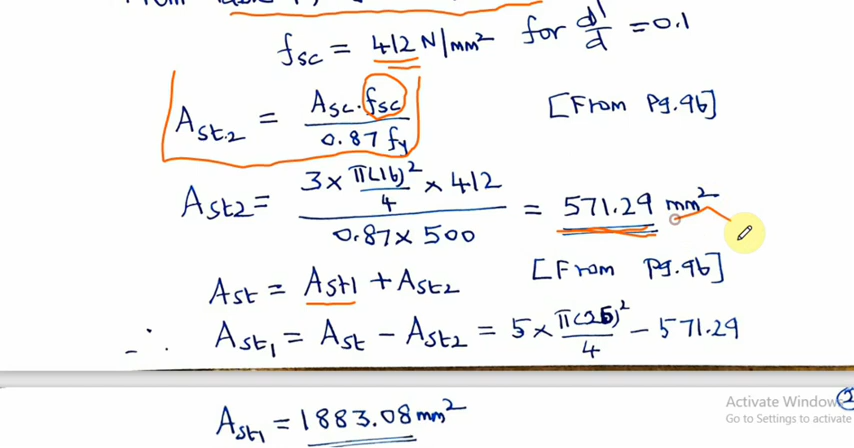 fsc = 412 N/mm² for d'/d = 0.1
Ast2 = Asc.fsc / 0.87 fy [From Pg.96]
Ast2 = 3 × π(16)²/4 × 412 / 0.87 × 500 = 571.29 mm²
Ast = Ast1 + Ast2 [From Pg.96]
∴ Ast1 = Ast - Ast2 = 5 × π(25)²/4 - 571.29
Ast1 = 1883.08 mm²
Activate Window
Go to Settings to activate